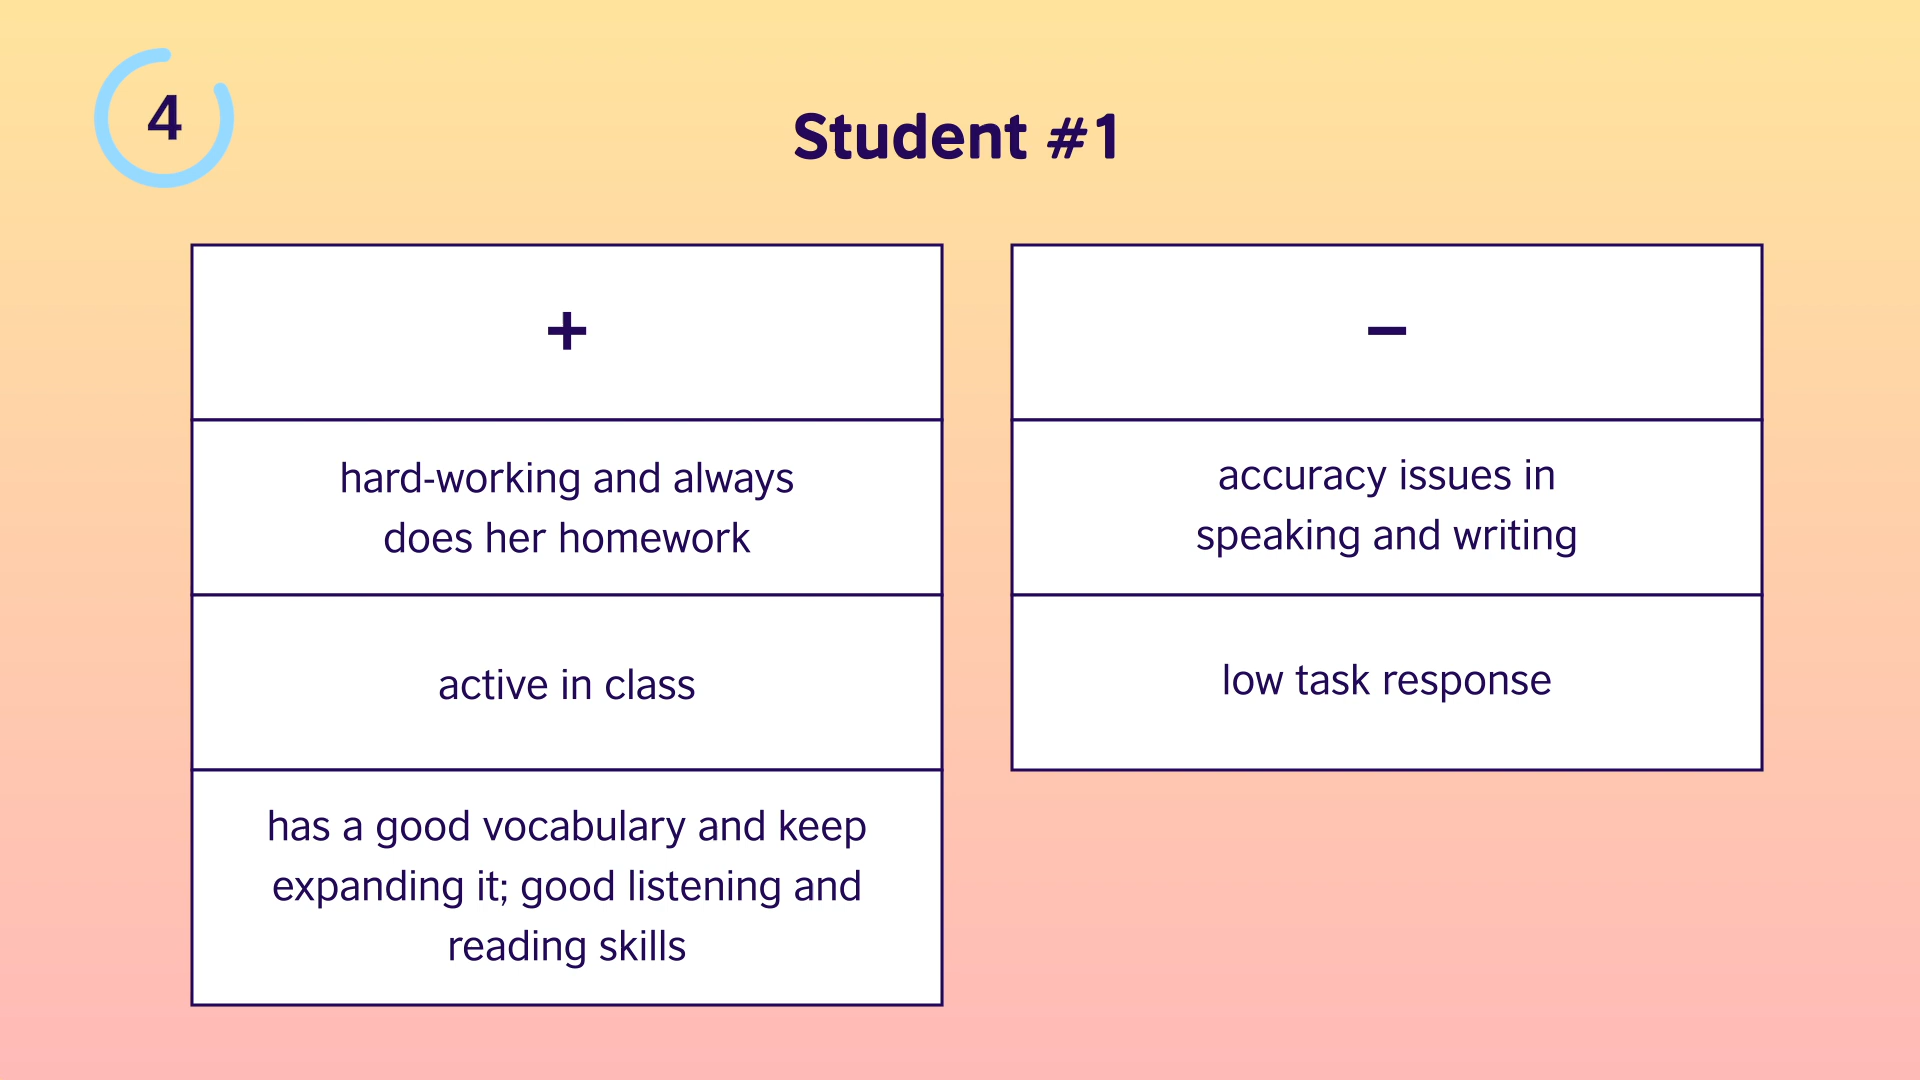 4
Student #1
+
hard-working and always
does her homework
active in class
has a good vocabulary and keep
expanding it; good listening and
reading skills
–
accuracy issues in
speaking and writing
low task response